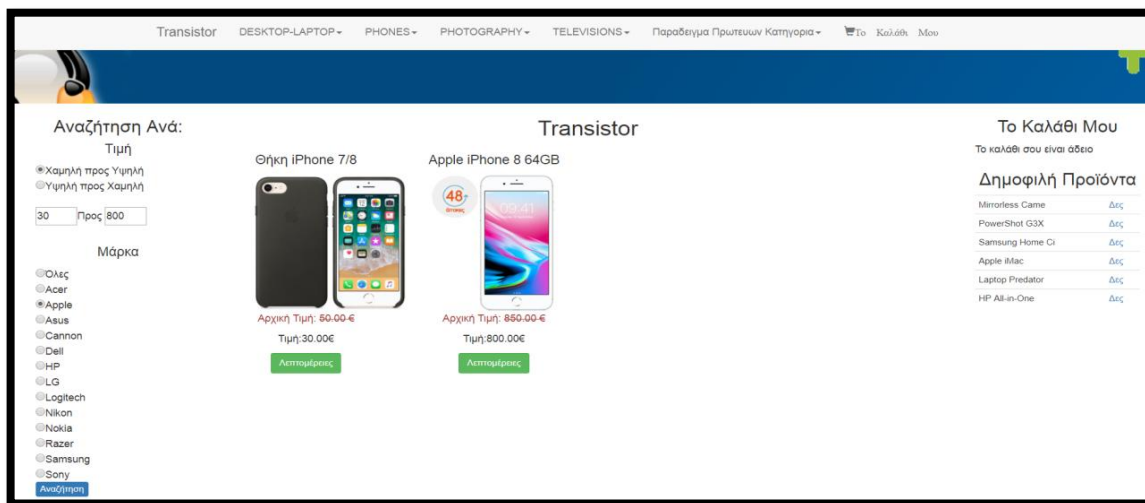 Transistor DESKTOP-LAPTOP PHONES PHOTOGRAPHY TELEVISIONS Παραδειγμα Πρωτευων Κατηγορια Το Καλάθι Μου
Αναζήτηση Ανά:
Τιμή
Χαμηλή προς Υψηλή
Υψηλή προς Χαμηλή
30 Προς 800
Μάρκα
Όλες
Acer
Apple
Asus
Cannon
Dell
HP
LG
Logitech
Nikon
Nokia
Razer
Samsung
Sony
Αναζήτηση
Transistor
Θήκη iPhone 7/8
Αρχική Τιμή: 50.00 €
Τιμή:30.00€
Λεπτομέρειες
Apple iPhone 8 64GB
48
09:41
Αρχική Τιμή: 850.00 €
Τιμή:800.00€
Λεπτομέρειες
Το Καλάθι Μου
Το καλάθι σου είναι άδειο
Δημοφιλή Προϊόντα
Mirrorless Came Δες
PowerShot G3X Δες
Samsung Home Ci Δες
Apple iMac Δες
Laptop Predator Δες
HP All-in-One Δες